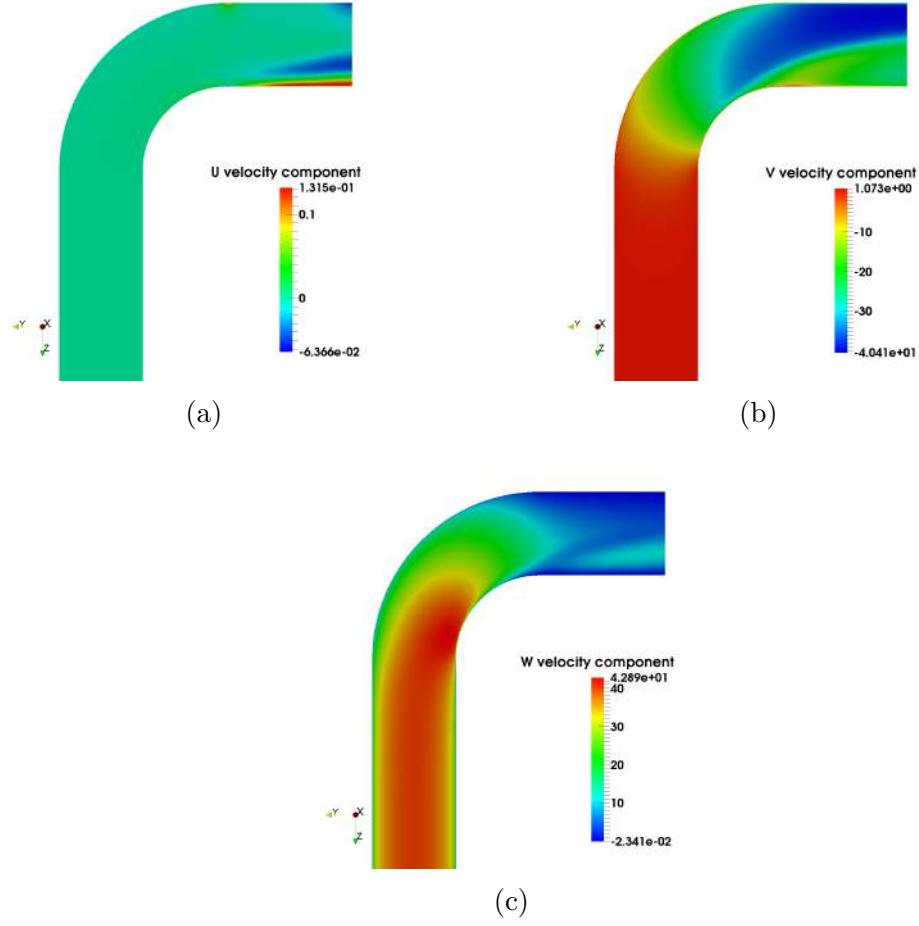 U velocity component
1.315e-01
0.1
0
-6.366e-02
Y X
Z
(a)
V velocity component
1.073e+00
-10
-20
-30
-4.041e+01
Y X
Z
(b)
W velocity component
4.289e+01
40
30
20
10
-2.341e-02
Y X
Z
(c)